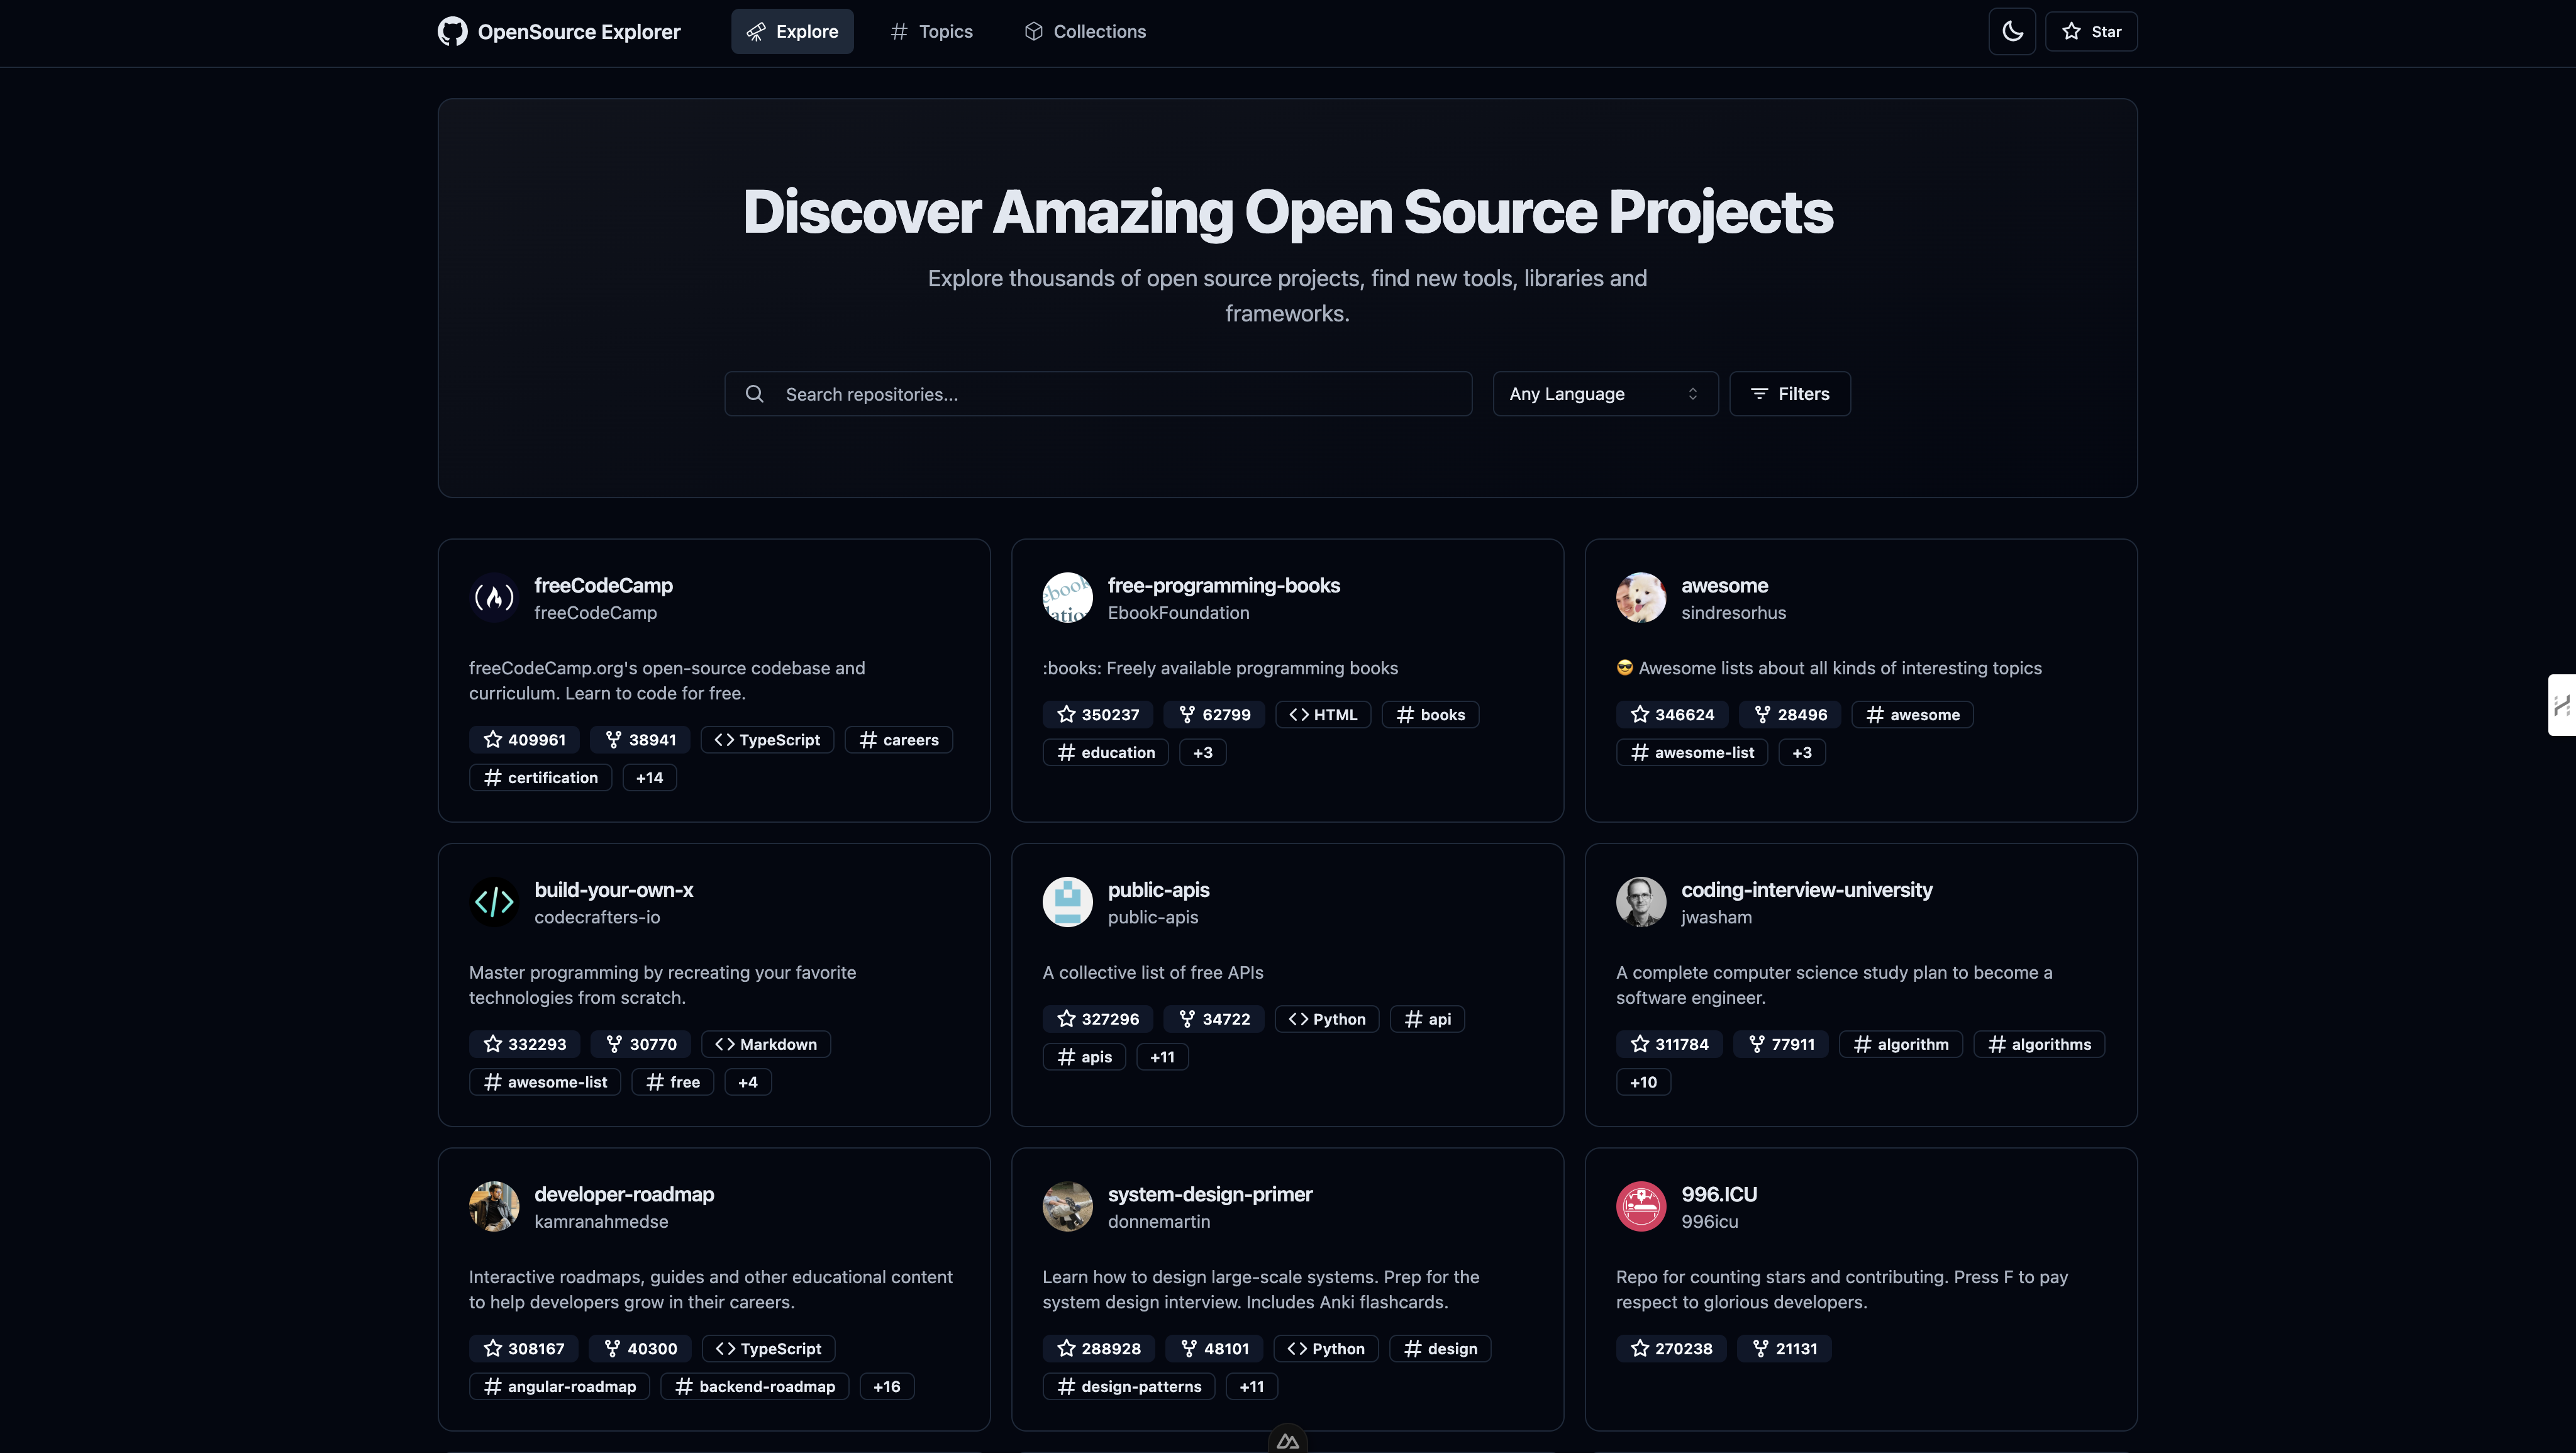 OpenSource Explorer
Explore
Topics
Collections
Star
Discover Amazing Open Source Projects
Explore thousands of open source projects, find new tools, libraries and
frameworks.
Search repositories...
Any Language
Filters
freeCodeCamp
freeCodeCamp
freeCodeCamp.org's open-source codebase and
curriculum. Learn to code for free.
409961 38941 <> TypeScript # careers
# certification +14
free-programming-books
EbookFoundation
:books: Freely available programming books
350237 62799 <> HTML # books
# education +3
awesome
sindresorhus
😎 Awesome lists about all kinds of interesting topics
346624 28496 # awesome
# awesome-list +3
build-your-own-x
codecrafters-io
Master programming by recreating your favorite
technologies from scratch.
332293 30770 <> Markdown
# awesome-list # free +4
public-apis
public-apis
A collective list of free APIs
327296 34722 <> Python # api
# apis +11
coding-interview-university
jwasham
A complete computer science study plan to become a
software engineer.
311784 77911 # algorithm # algorithms
+10
developer-roadmap
kamranahmedse
Interactive roadmaps, guides and other educational content
to help developers grow in their careers.
308167 40300 <> TypeScript
# angular-roadmap # backend-roadmap +16
system-design-primer
donnemartin
Learn how to design large-scale systems. Prep for the
system design interview. Includes Anki flashcards.
288928 48101 <> Python # design
# design-patterns +11
996.ICU
996icu
Repo for counting stars and contributing. Press F to pay
respect to glorious developers.
270238 21131